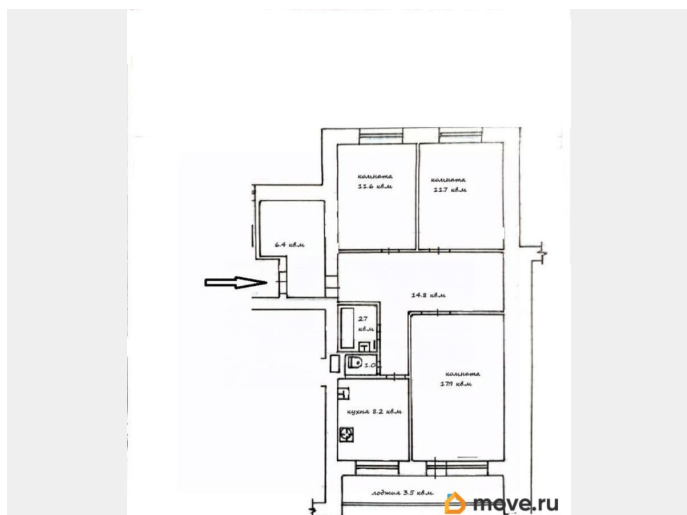 комната
11.6 кв.м
комната
11.7 кв.м
6.4 кв.м
14.8 кв.м
2.7
кв.м
1.0
комната
17.9 кв.м
кухня 8.2 кв.м
лоджия 3.5 кв.м
move.ru